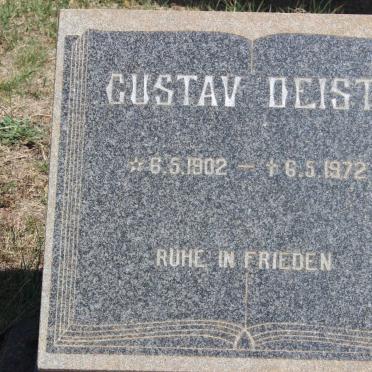 GUSTAV DEIST
☆ 6.5.1902 — ✝ 6.5.1972
RUHE IN FRIEDEN